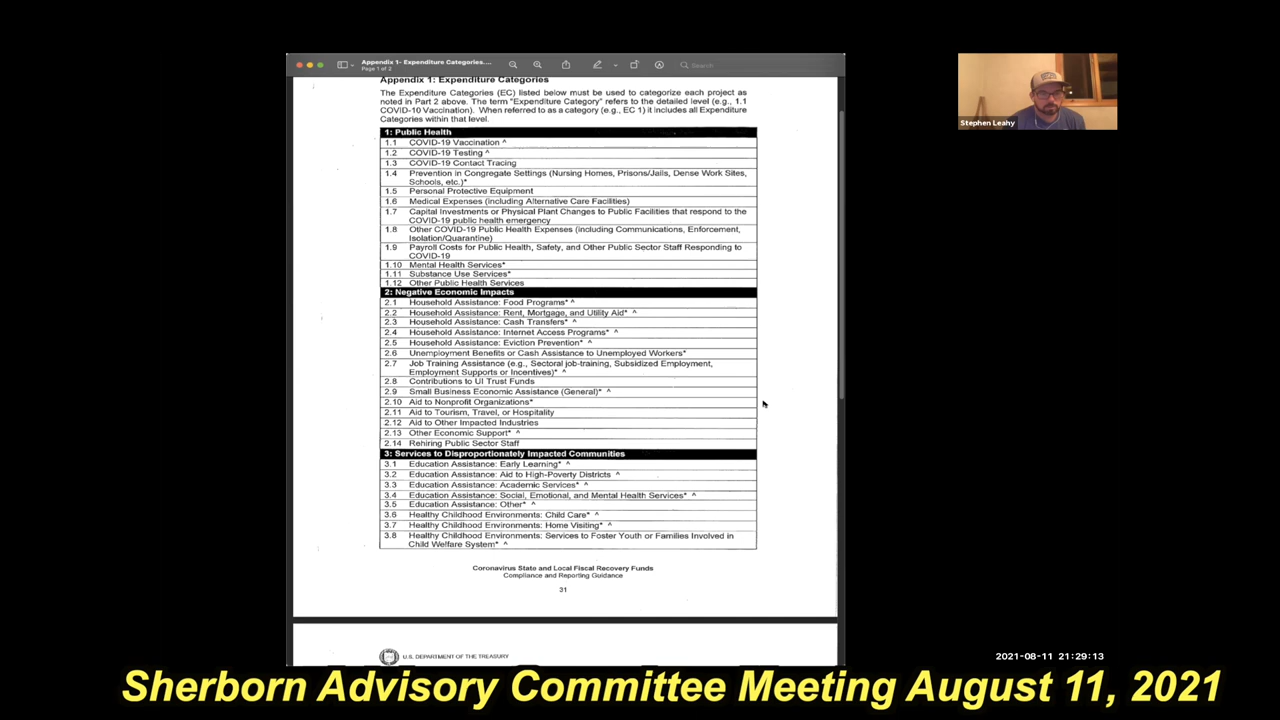 Appendix 1- Expenditure Categories....
Page 1 of 2
Search
Appendix 1: Expenditure Categories
The Expenditure Categories (EC) listed below must be used to categorize each project as
noted in Part 2 above. The term "Expenditure Category" refers to the detailed level (e.g., 1.1
COVID-10 Vaccination). When referred to as a category (e.g., EC 1) it includes all Expenditure
Categories within that level.
1: Public Health
1.1 COVID-19 Vaccination ^
1.2 COVID-19 Testing ^
1.3 COVID-19 Contact Tracing
1.4 Prevention in Congregate Settings (Nursing Homes, Prisons/Jails, Dense Work Sites,
Schools, etc.)*
1.5 Personal Protective Equipment
1.6 Medical Expenses (including Alternative Care Facilities)
1.7 Capital Investments or Physical Plant Changes to Public Facilities that respond to the
COVID-19 public health emergency
1.8 Other COVID-19 Public Health Expenses (including Communications, Enforcement,
Isolation/Quarantine)
1.9 Payroll Costs for Public Health, Safety, and Other Public Sector Staff Responding to
COVID-19
1.10 Mental Health Services*
1.11 Substance Use Services*
1.12 Other Public Health Services
2: Negative Economic Impacts
2.1 Household Assistance: Food Programs* ^
2.2 Household Assistance: Rent, Mortgage, and Utility Aid* ^
2.3 Household Assistance: Cash Transfers* ^
2.4 Household Assistance: Internet Access Programs* ^
2.5 Household Assistance: Eviction Prevention* ^
2.6 Unemployment Benefits or Cash Assistance to Unemployed Workers*
2.7 Job Training Assistance (e.g., Sectoral job-training, Subsidized Employment,
Employment Supports or Incentives)* ^
2.8 Contributions to UI Trust Funds
2.9 Small Business Economic Assistance (General)* ^
2.10 Aid to Nonprofit Organizations*
2.11 Aid to Tourism, Travel, or Hospitality
2.12 Aid to Other Impacted Industries
2.13 Other Economic Support* ^
2.14 Rehiring Public Sector Staff
3: Services to Disproportionately Impacted Communities
3.1 Education Assistance: Early Learning* ^
3.2 Education Assistance: Aid to High-Poverty Districts ^
3.3 Education Assistance: Academic Services* ^
3.4 Education Assistance: Social, Emotional, and Mental Health Services* ^
3.5 Education Assistance: Other* ^
3.6 Healthy Childhood Environments: Child Care* ^
3.7 Healthy Childhood Environments: Home Visiting* ^
3.8 Healthy Childhood Environments: Services to Foster Youth or Families Involved in
Child Welfare System* ^
Coronavirus State and Local Fiscal Recovery Funds
Compliance and Reporting Guidance
31
U.S. DEPARTMENT OF THE TREASURY
Stephen Leahy
2021-08-11 21:29:13
Sherborn Advisory Committee Meeting August 11, 2021